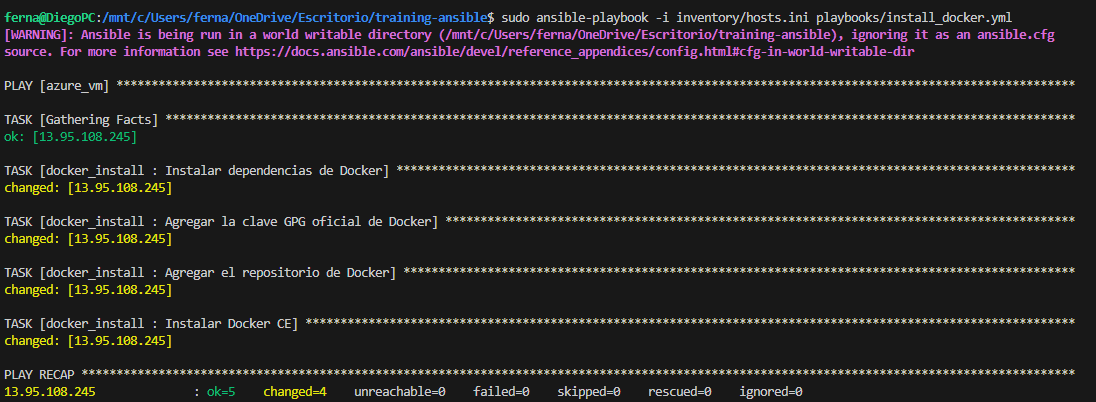 ferna@DiegoPC:/mnt/c/Users/ferna/OneDrive/Escritorio/training-ansible$ sudo ansible-playbook -i inventory/hosts.ini playbooks/install_docker.yml
[WARNING]: Ansible is being run in a world writable directory (/mnt/c/Users/ferna/OneDrive/Escritorio/training-ansible), ignoring it as an ansible.cfg
source. For more information see https://docs.ansible.com/ansible/devel/reference_appendices/config.html#cfg-in-world-writable-dir
PLAY [azure_vm] ****************************************************************************************************************************************
TASK [Gathering Facts] *********************************************************************************************************************************
ok: [13.95.108.245]
TASK [docker_install : Instalar dependencias de Docker] ************************************************************************************************
changed: [13.95.108.245]
TASK [docker_install : Agregar la clave GPG oficial de Docker] *****************************************************************************************
changed: [13.95.108.245]
TASK [docker_install : Agregar el repositorio de Docker] ***********************************************************************************************
changed: [13.95.108.245]
TASK [docker_install : Instalar Docker CE] *************************************************************************************************************
changed: [13.95.108.245]
PLAY RECAP *********************************************************************************************************************************************
13.95.108.245 : ok=5 changed=4 unreachable=0 failed=0 skipped=0 rescued=0 ignored=0